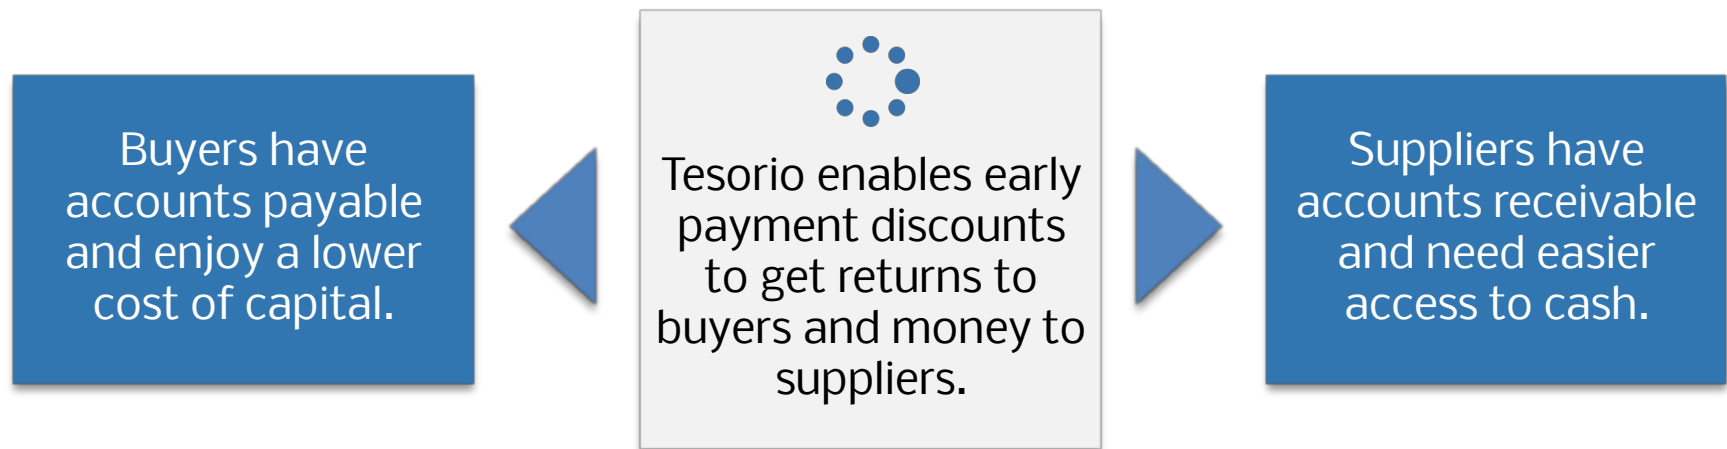 Buyers have
accounts payable
and enjoy a lower
cost of capital.
Tesorio enables early
payment discounts
to get returns to
buyers and money to
suppliers.
Suppliers have
accounts receivable
and need easier
access to cash.